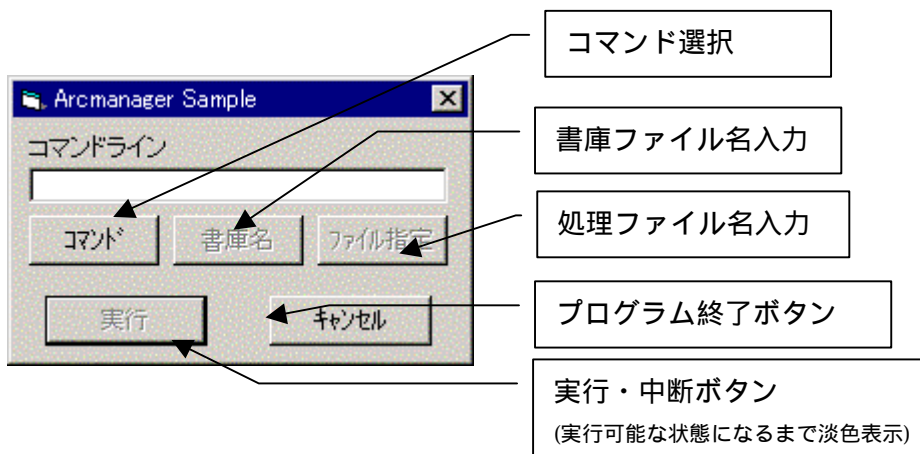 コマンド選択
Arcmanager Sample
コマンドライン
書庫ファイル名入力
ｺﾏﾝﾄﾞ
書庫名
ﾌｧｲﾙ指定
処理ファイル名入力
実行
ｷｬﾝｾﾙ
プログラム終了ボタン
実行・中断ボタン
(実行可能な状態になるまで淡色表示)